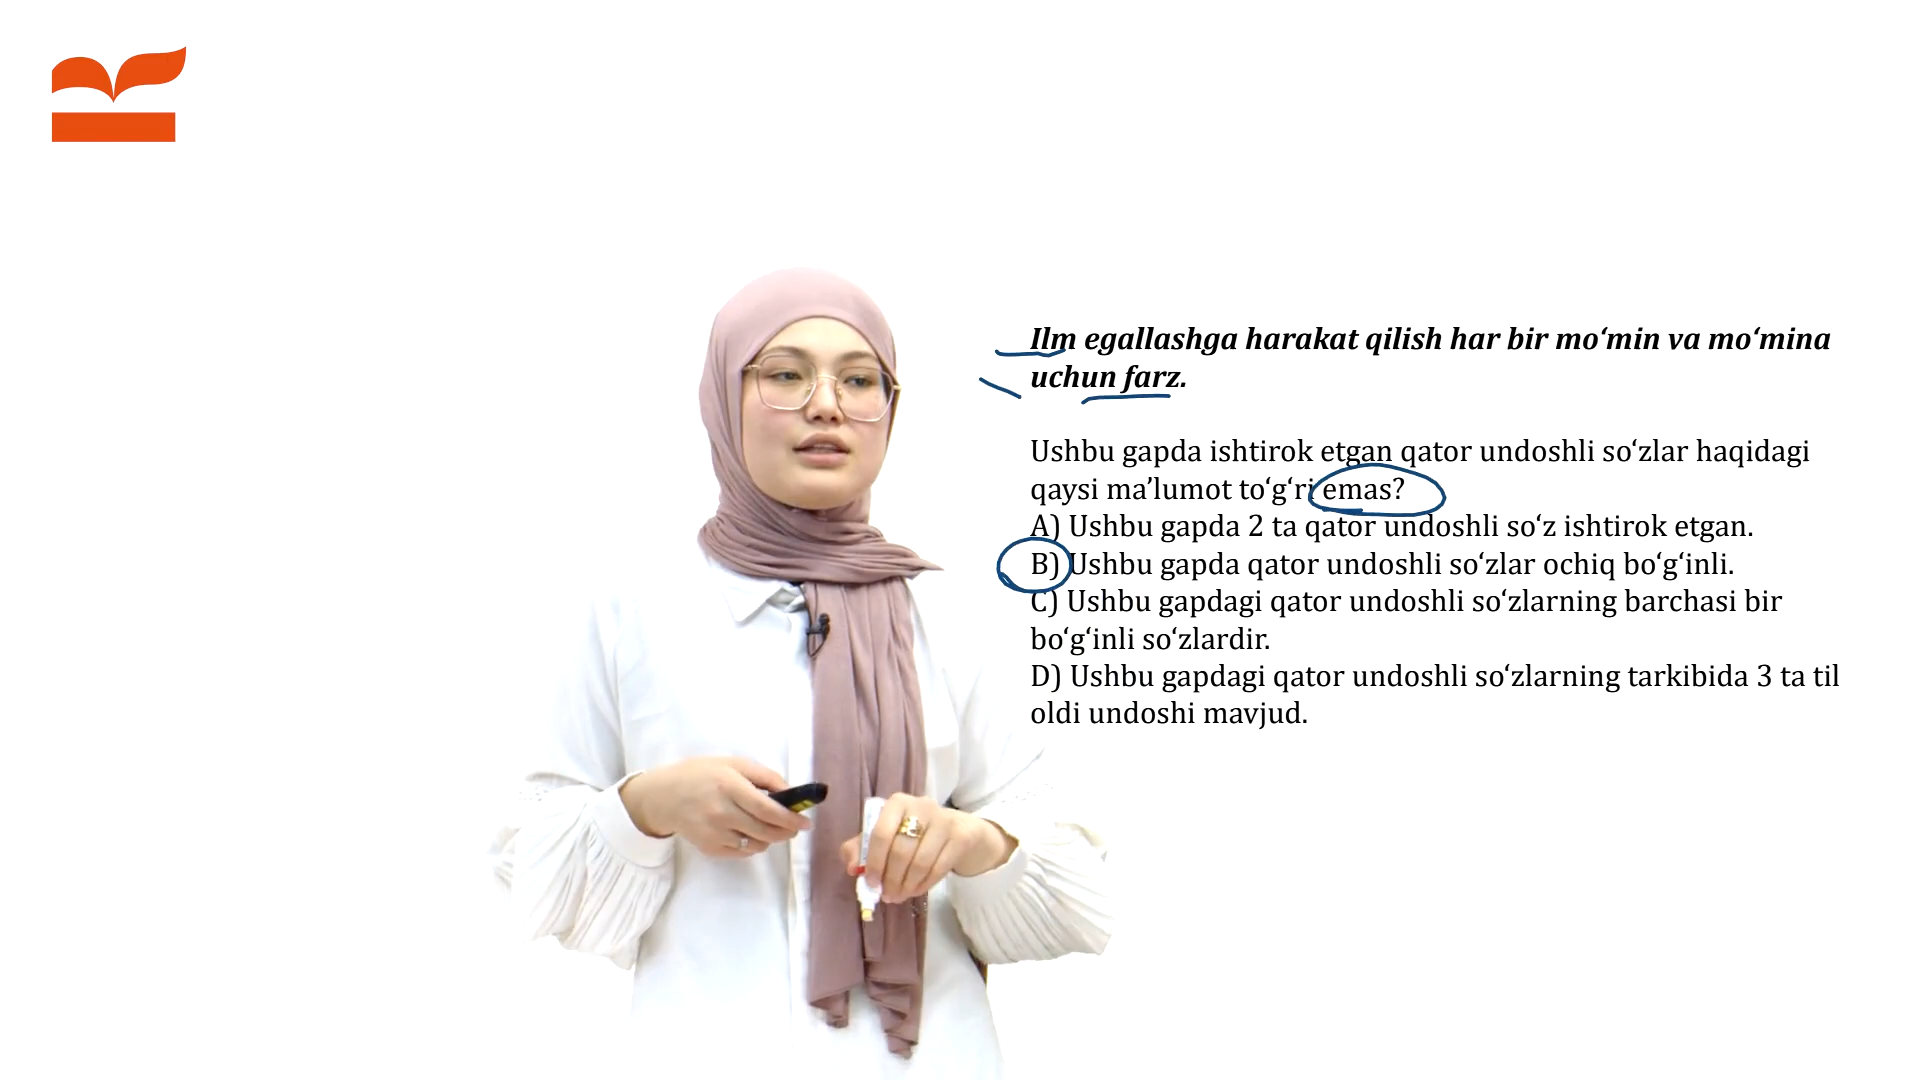 Ilm egallashga harakat qilish har bir mo‘min va mo‘mina
uchun farz.
Ushbu gapda ishtirok etgan qator undoshli so‘zlar haqidagi
qaysi ma’lumot to‘g‘ri emas?
A) Ushbu gapda 2 ta qator undoshli so‘z ishtirok etgan.
B) Ushbu gapda qator undoshli so‘zlar ochiq bo‘g‘inli.
C) Ushbu gapdagi qator undoshli so‘zlarning barchasi bir
bo‘g‘inli so‘zlardir.
D) Ushbu gapdagi qator undoshli so‘zlarning tarkibida 3 ta til
oldi undoshi mavjud.